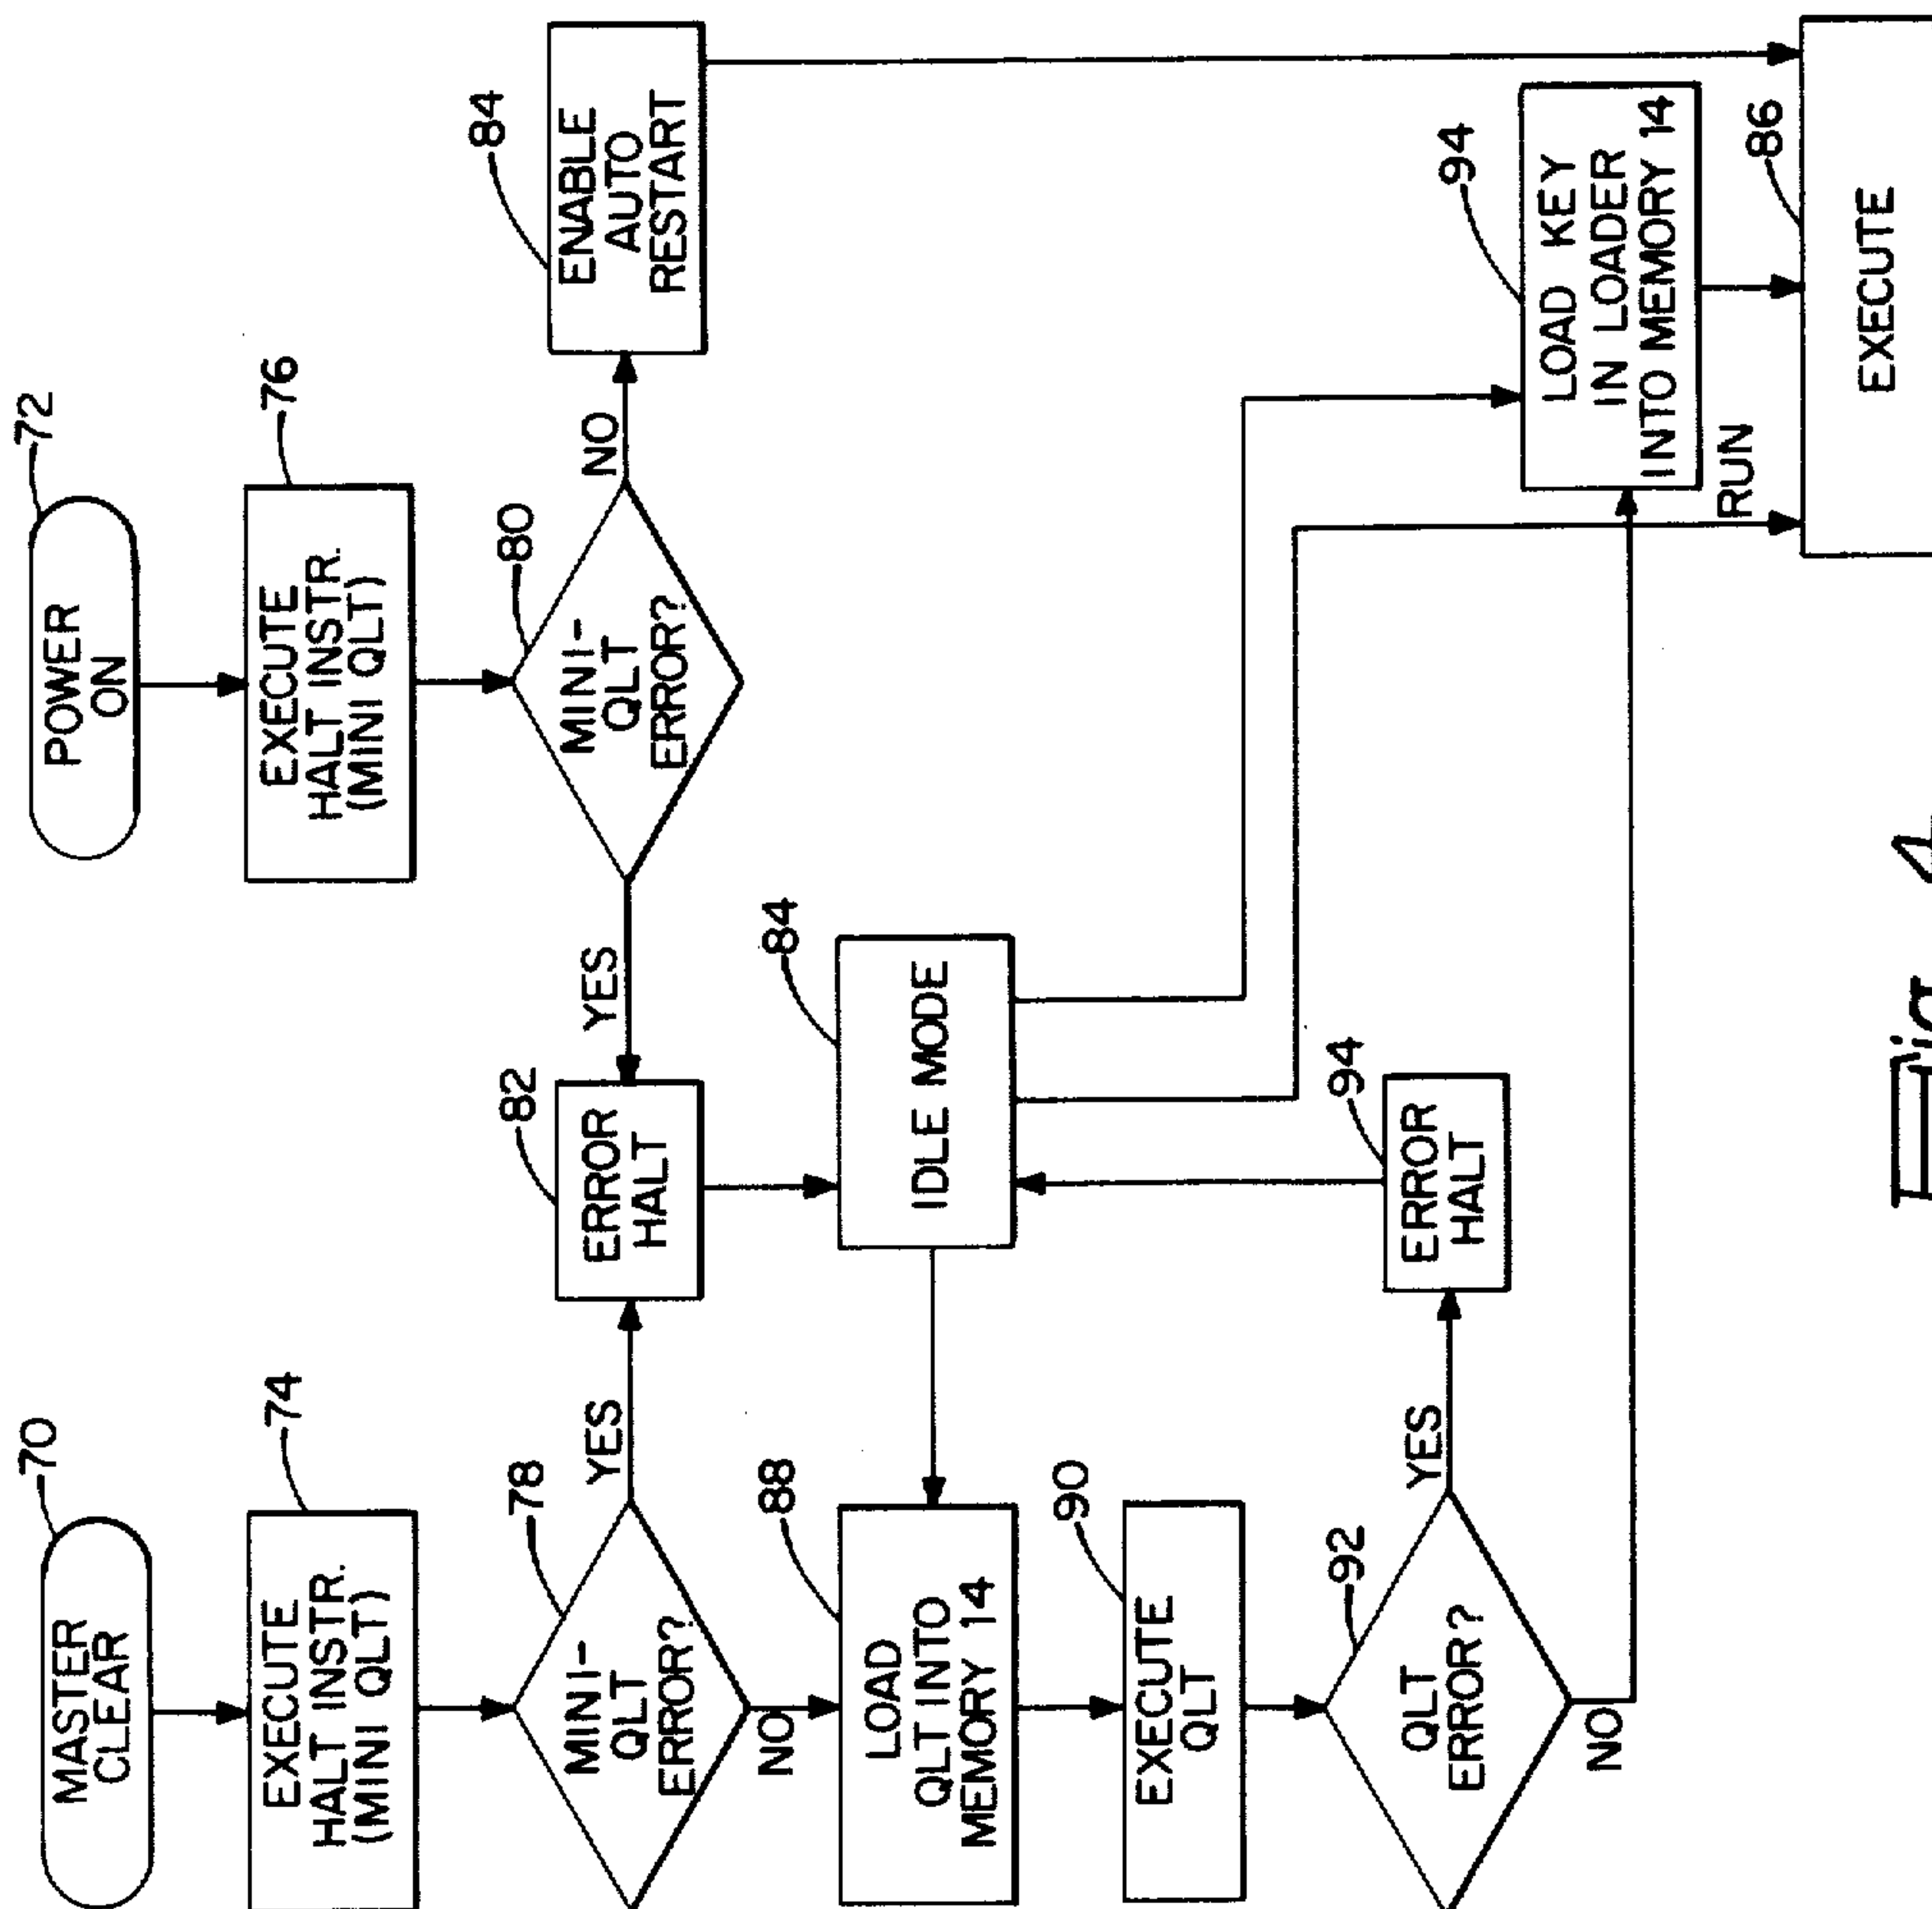 70
MASTER
CLEAR
72
POWER
ON
74
EXECUTE
HALT INSTR.
(MINI QLT)
76
EXECUTE
HALT INSTR.
(MINI QLT)
78
MINI-
QLT
ERROR?
YES
NO
82
ERROR
HALT
YES
80
MINI-
QLT
ERROR?
NO
84
ENABLE
AUTO
RESTART
88
LOAD
QLT INTO
MEMORY 14
84
IDLE MODE
90
EXECUTE
QLT
92
QLT
ERROR?
YES
NO
94
ERROR
HALT
94
LOAD KEY
IN LOADER
INTO MEMORY 14
RUN
86
EXECUTE
Fig. 4